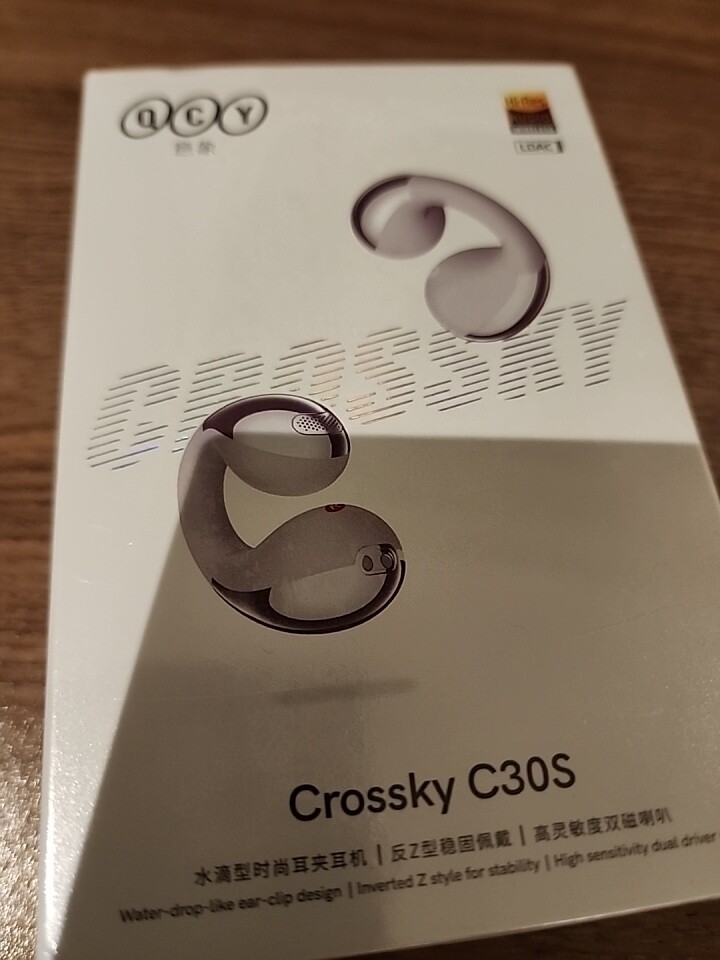 QCY
Hi-Res
LDAC
CROSSKY
Crossky C30S
水滴型时尚耳夹耳机 | 反Z型稳固佩戴 | 高灵敏度双磁喇叭
Water-drop-like ear-clip design | Inverted Z style for stability | High sensitivity dual driver